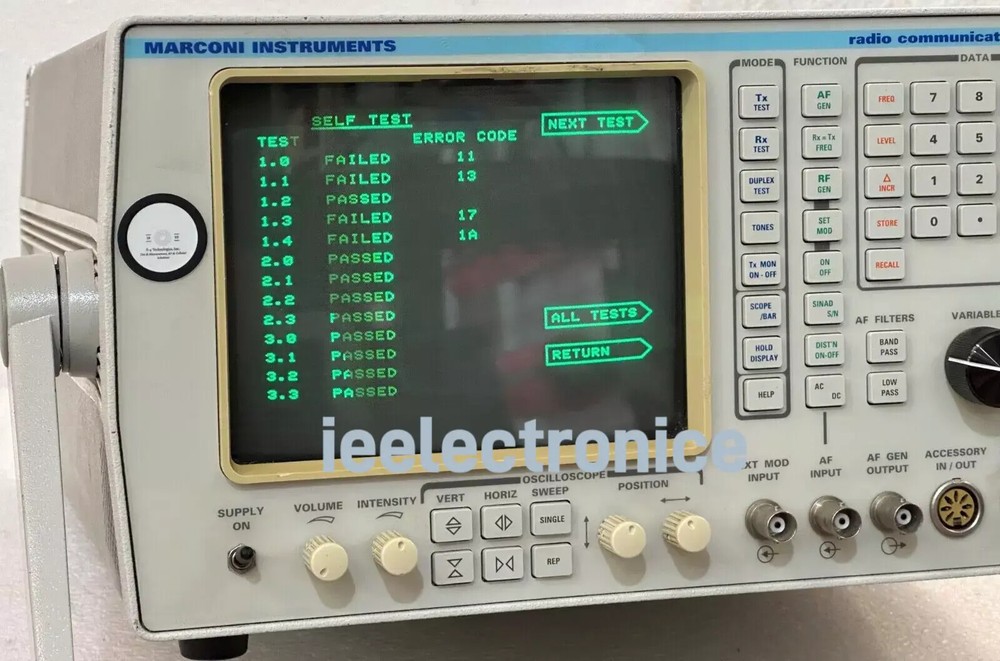 MARCONI INSTRUMENTS
radio communicat
SELF TEST
NEXT TEST
TEST ERROR CODE
1.0 FAILED 11
1.1 FAILED 13
1.2 PASSED
1.3 FAILED 17
1.4 FAILED 1A
2.0 PASSED
2.1 PASSED
2.2 PASSED
2.3 PASSED
3.0 PASSED
3.1 PASSED
3.2 PASSED
3.3 PASSED
ALL TESTS
RETURN
MODE
Tx
TEST
Rx
TEST
DUPLEX
TEST
TONES
Tx MON
ON - OFF
SCOPE
/BAR
HOLD
DISPLAY
HELP
FUNCTION
AF
GEN
Rx = Tx
FREQ
RF
GEN
SET
MOD
ON
OFF
SINAD
S/N
DIST'N
ON-OFF
AC
DC
DATA
FREQ 7 8
LEVEL 4 5
Δ
INCR 1 2
STORE 0 •
RECALL
AF FILTERS
BAND
PASS
LOW
PASS
VARIABLE
ieelectronice
SUPPLY
ON
VOLUME
INTENSITY
OSCILLOSCOPE
VERT HORIZ SWEEP
SINGLE
REP
POSITION
XT MOD
INPUT
AF
INPUT
AF GEN
OUTPUT
ACCESSORY
IN / OUT